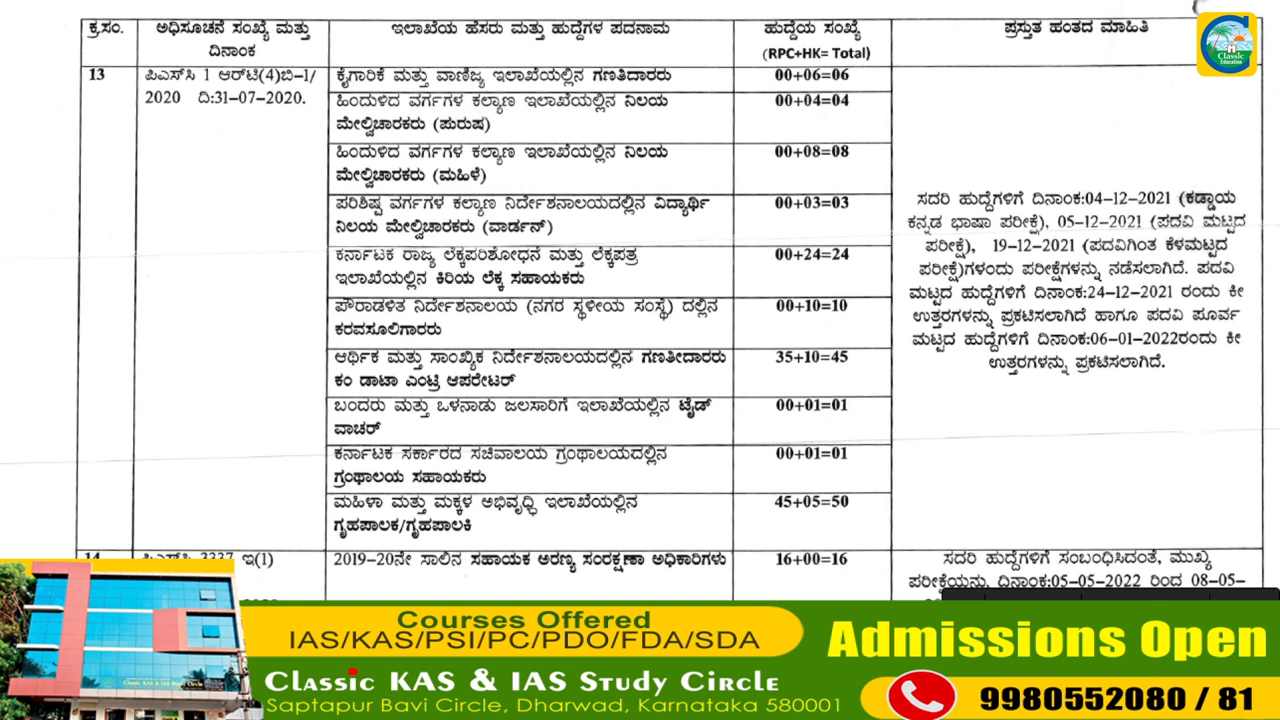 ಕ್ರ.ಸಂ.
ಅಧಿಸೂಚನೆ ಸಂಖ್ಯೆ ಮತ್ತು
ದಿನಾಂಕ
ಇಲಾಖೆಯ ಹೆಸರು ಮತ್ತು ಹುದ್ದೆಗಳ ಪದನಾಮ
ಹುದ್ದೆಯ ಸಂಖ್ಯೆ
(RPC+HK= Total)
ಪ್ರಸ್ತುತ ಹಂತದ ಮಾಹಿತಿ
Classic
Education
13
ಪಿಎಸ್‌ಸಿ 1 ಆರ್‌ಟಿ(4)ಬಿ-1/
2020 ದಿ:31-07-2020.
ಕೈಗಾರಿಕೆ ಮತ್ತು ವಾಣಿಜ್ಯ ಇಲಾಖೆಯಲ್ಲಿನ ಗಣತಿದಾರರು
00+06=06
ಹಿಂದುಳಿದ ವರ್ಗಗಳ ಕಲ್ಯಾಣ ಇಲಾಖೆಯಲ್ಲಿನ ನಿಲಯ
ಮೇಲ್ವಿಚಾರಕರು (ಪುರುಷ)
00+04=04
ಹಿಂದುಳಿದ ವರ್ಗಗಳ ಕಲ್ಯಾಣ ಇಲಾಖೆಯಲ್ಲಿನ ನಿಲಯ
ಮೇಲ್ವಿಚಾರಕರು (ಮಹಿಳೆ)
00+08=08
ಪರಿಶಿಷ್ಟ ವರ್ಗಗಳ ಕಲ್ಯಾಣ ನಿರ್ದೇಶನಾಲಯದಲ್ಲಿನ ವಿದ್ಯಾರ್ಥಿ
ನಿಲಯ ಮೇಲ್ವಿಚಾರಕರು (ವಾರ್ಡನ್)
00+03=03
ಕರ್ನಾಟಕ ರಾಜ್ಯ ಲೆಕ್ಕಪರಿಶೋಧನೆ ಮತ್ತು ಲೆಕ್ಕಪತ್ರ
ಇಲಾಖೆಯಲ್ಲಿನ ಕಿರಿಯ ಲೆಕ್ಕ ಸಹಾಯಕರು
00+24=24
ಪೌರಾಡಳಿತ ನಿರ್ದೇಶನಾಲಯ (ನಗರ ಸ್ಥಳೀಯ ಸಂಸ್ಥೆ) ದಲ್ಲಿನ
ಕರವಸೂಲಿಗಾರರು
00+10=10
ಆರ್ಥಿಕ ಮತ್ತು ಸಾಂಖ್ಯಿಕ ನಿರ್ದೇಶನಾಲಯದಲ್ಲಿನ ಗಣತೀದಾರರು
ಕಂ ಡಾಟಾ ಎಂಟ್ರಿ ಆಪರೇಟರ್
35+10=45
ಬಂದರು ಮತ್ತು ಒಳನಾಡು ಜಲಸಾರಿಗೆ ಇಲಾಖೆಯಲ್ಲಿನ ಟೈಡ್
ವಾಚರ್
00+01=01
ಕರ್ನಾಟಕ ಸರ್ಕಾರದ ಸಚಿವಾಲಯ ಗ್ರಂಥಾಲಯದಲ್ಲಿನ
ಗ್ರಂಥಾಲಯ ಸಹಾಯಕರು
00+01=01
ಮಹಿಳಾ ಮತ್ತು ಮಕ್ಕಳ ಅಭಿವೃದ್ಧಿ ಇಲಾಖೆಯಲ್ಲಿನ
ಗೃಹಪಾಲಕ/ಗೃಹಪಾಲಕಿ
45+05=50
ಸದರಿ ಹುದ್ದೆಗಳಿಗೆ ದಿನಾಂಕ:04-12-2021 (ಕಡ್ಡಾಯ
ಕನ್ನಡ ಭಾಷಾ ಪರೀಕ್ಷೆ), 05-12-2021 (ಪದವಿ ಮಟ್ಟದ
ಪರೀಕ್ಷೆ), 19-12-2021 (ಪದವಿಗಿಂತ ಕೆಳಮಟ್ಟದ
ಪರೀಕ್ಷೆ)ಗಳಂದು ಪರೀಕ್ಷೆಗಳನ್ನು ನಡೆಸಲಾಗಿದೆ. ಪದವಿ
ಮಟ್ಟದ ಹುದ್ದೆಗಳಿಗೆ ದಿನಾಂಕ:24-12-2021 ರಂದು ಕೀ
ಉತ್ತರಗಳನ್ನು ಪ್ರಕಟಿಸಲಾಗಿದೆ ಹಾಗೂ ಪದವಿ ಪೂರ್ವ
ಮಟ್ಟದ ಹುದ್ದೆಗಳಿಗೆ ದಿನಾಂಕ:06-01-2022ರಂದು ಕೀ
ಉತ್ತರಗಳನ್ನು ಪ್ರಕಟಿಸಲಾಗಿದೆ.
14
ಪಿಎಸ್‌ಸಿ 3337 ಇ(1)
2019-20ನೇ ಸಾಲಿನ ಸಹಾಯಕ ಅರಣ್ಯ ಸಂರಕ್ಷಣಾ ಅಧಿಕಾರಿಗಳು
16+00=16
ಸದರಿ ಹುದ್ದೆಗಳಿಗೆ ಸಂಬಂಧಿಸಿದಂತೆ, ಮುಖ್ಯ
ಪರೀಕ್ಷೆಯನ್ನು ದಿನಾಂಕ:05-05-2022 ರಿಂದ 08-05-
Classic KAS & IAS Study Circle
Courses Offered
IAS/KAS/PSI/PC/PDO/FDA/SDA
Classic KAS & IAS Study Circle
Saptapur Bavi Circle, Dharwad, Karnataka 580001
Admissions Open
9980552080 / 81